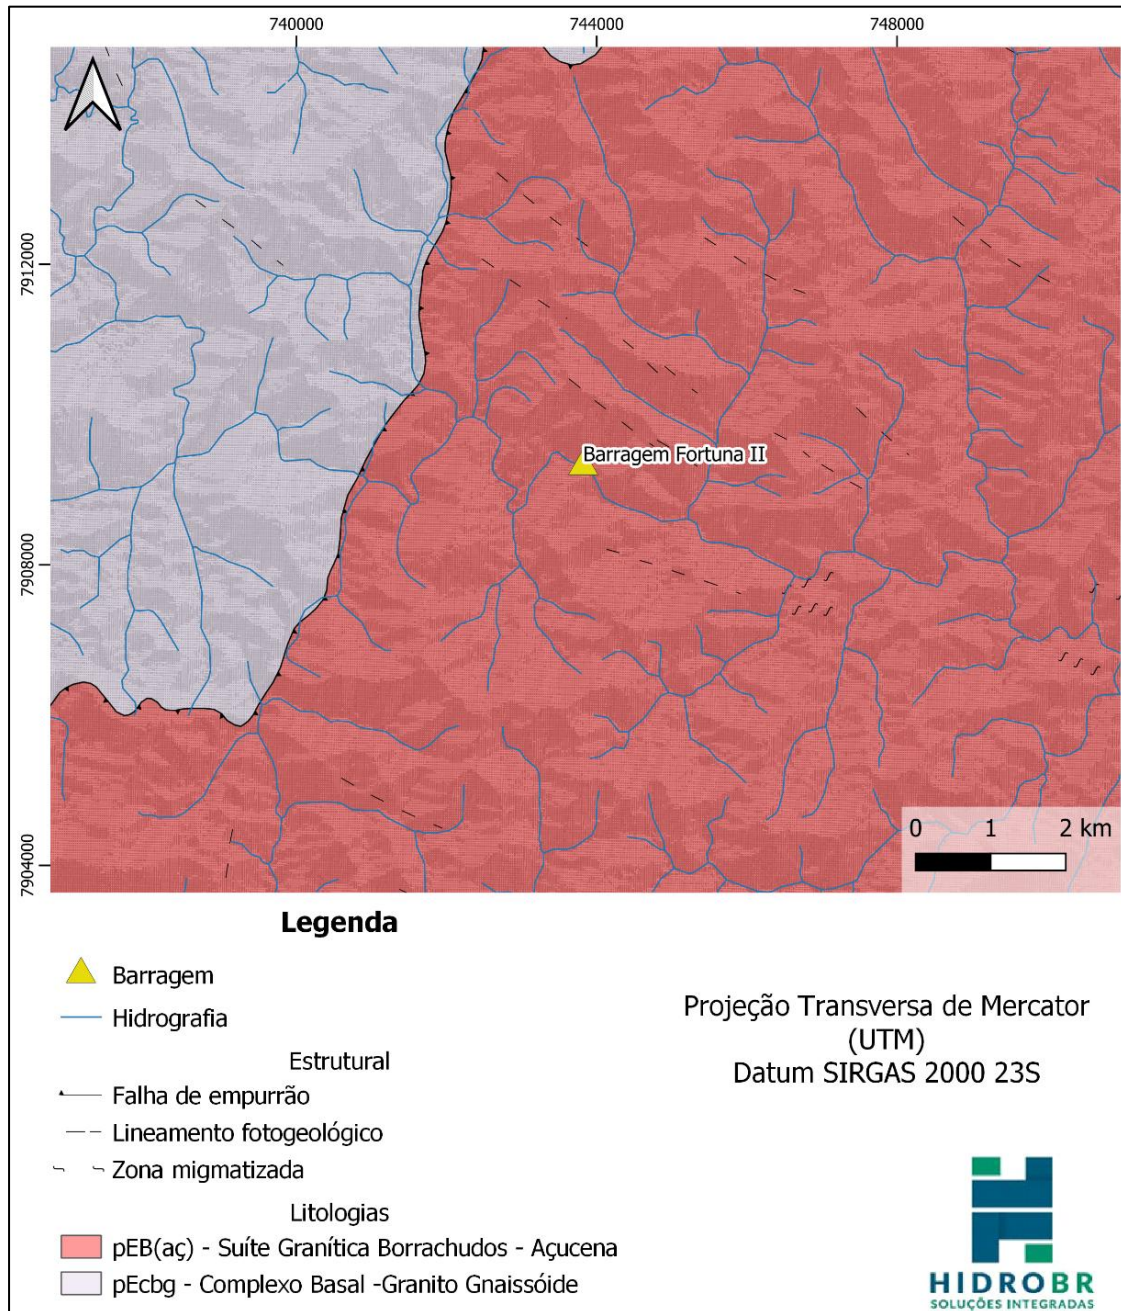 740000
744000
748000
7912000
7908000
7904000
Barragem Fortuna II
0 1 2 km
Legenda
Barragem
Hidrografia
Estrutural
Falha de empurrão
Lineamento fotogeológico
Zona migmatizada
Litologias
pEB(aç) - Suíte Granítica Borrachudos - Açucena
pEcbg - Complexo Basal -Granito Gnaissóide
Projeção Transversa de Mercator
(UTM)
Datum SIRGAS 2000 23S
HIDROBR
SOLUÇÕES INTEGRADAS